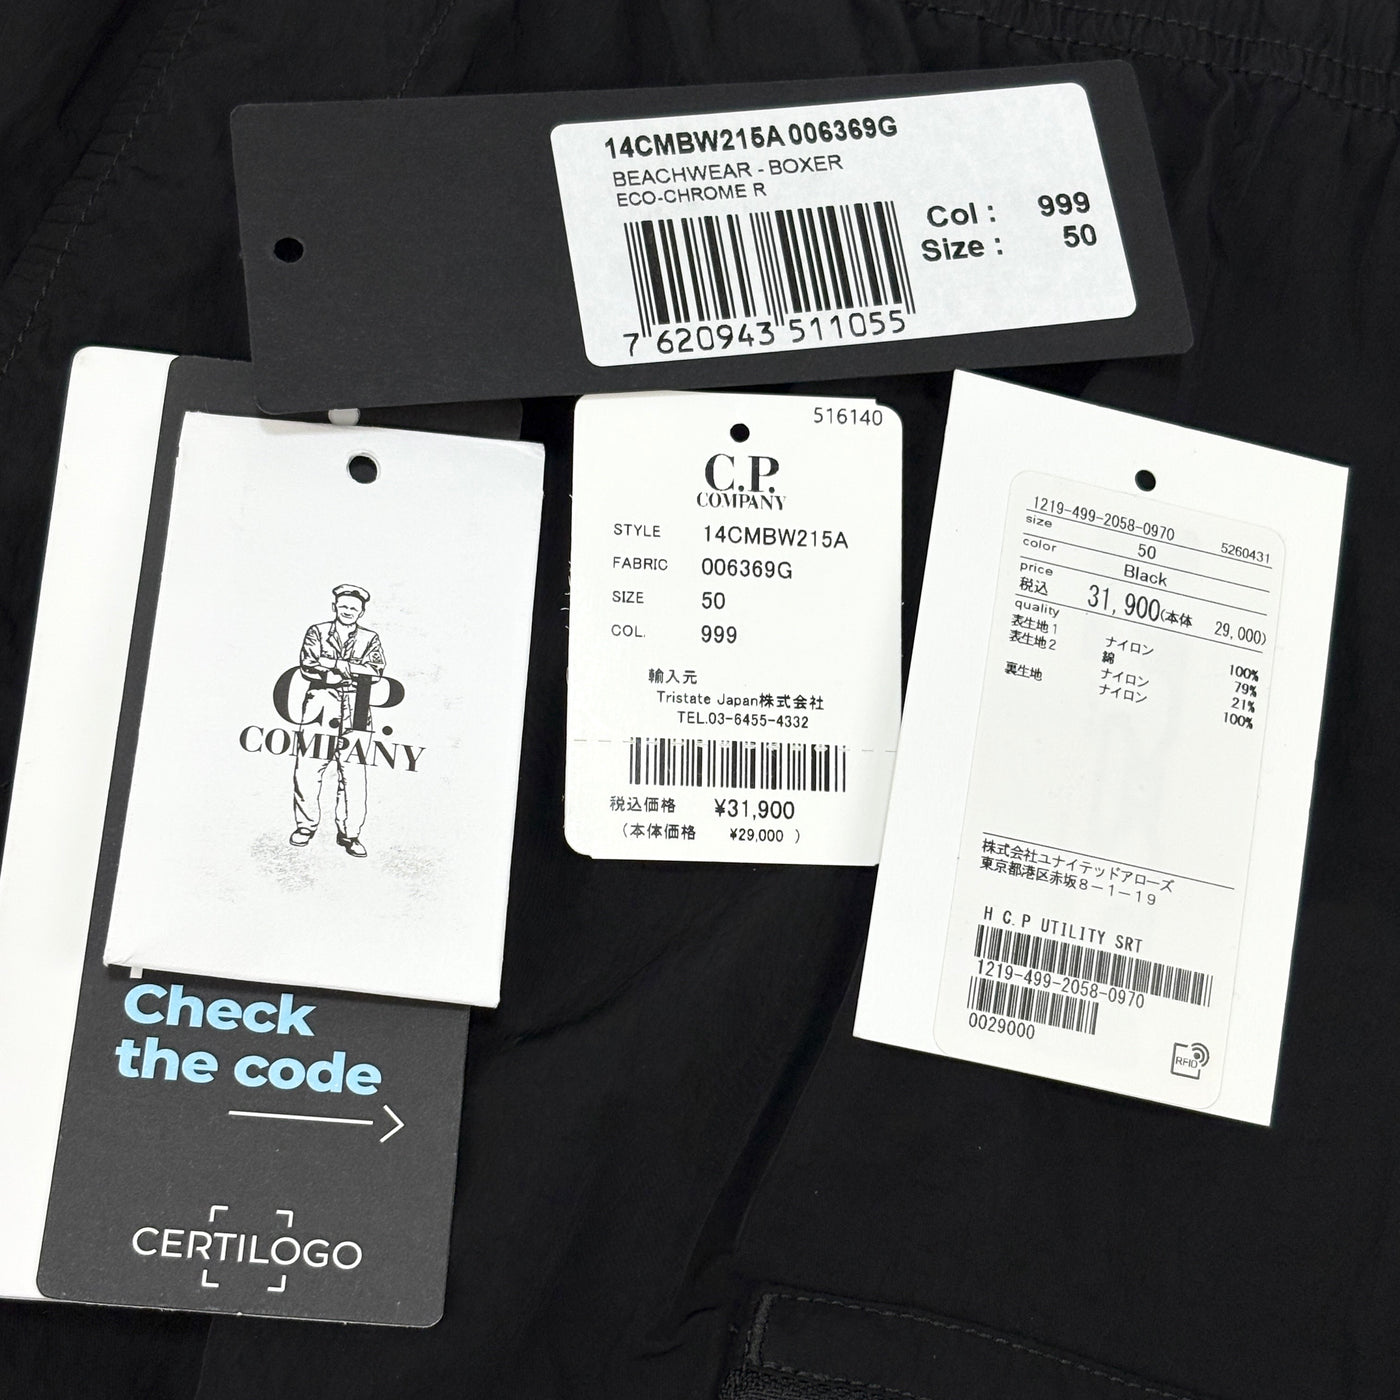 14CMBW215A 006369G
BEACHWEAR - BOXER
ECO-CHROME R
Col : 999
Size : 50
7 620943 511055
C.P.
COMPANY
Check
the code
CERTILOGO
516140
C.P.
COMPANY
STYLE 14CMBW215A
FABRIC 006369G
SIZE 50
COL. 999
輸入元
Tristate Japan株式会社
TEL.03-6455-4332
税込価格 ¥31,900
(本体価格 ¥29,000 )
1219-499-2058-0970
size 50 5260431
color Black
price
税込 31,900(本体 29,000)
quality
表生地1 ナイロン 100%
表生地2 綿 79%
ナイロン 21%
裏生地 ナイロン 100%
株式会社ユナイテッドアローズ
東京都港区赤坂8-1-19
H C.P UTILITY SRT
1219-499-2058-0970
0029000
RFID